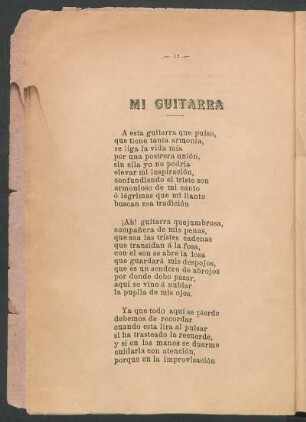 MI GUITARRA
A esta guitarra que pulso,
que tiene tanta armonia,
se liga la vida mia
por una postrera unión,
sin ella yo no podria
elevar mi inspiración,
confundiendo el triste son
armonioso de mi canto
ó lágrimas que mi llanto
buscan esa tradición
¡Ah! guitarra quejumbrosa,
compañera de mis penas,
que son las tristes cadenas
que transidan á la fosa,
con el son se abre la losa
que guardará mis despojos,
que es un sendero de abrojos
por donde debo pasar,
aquí se vino á nublar
la pupila de mis ojos.
Ya que todo aquí se pierde
debemos de recordar
cuando esta lira al pulsar
si ha trasteado la recuerde,
y si en las manos se duerme
cuidarla con atención,
porque en la improvisación